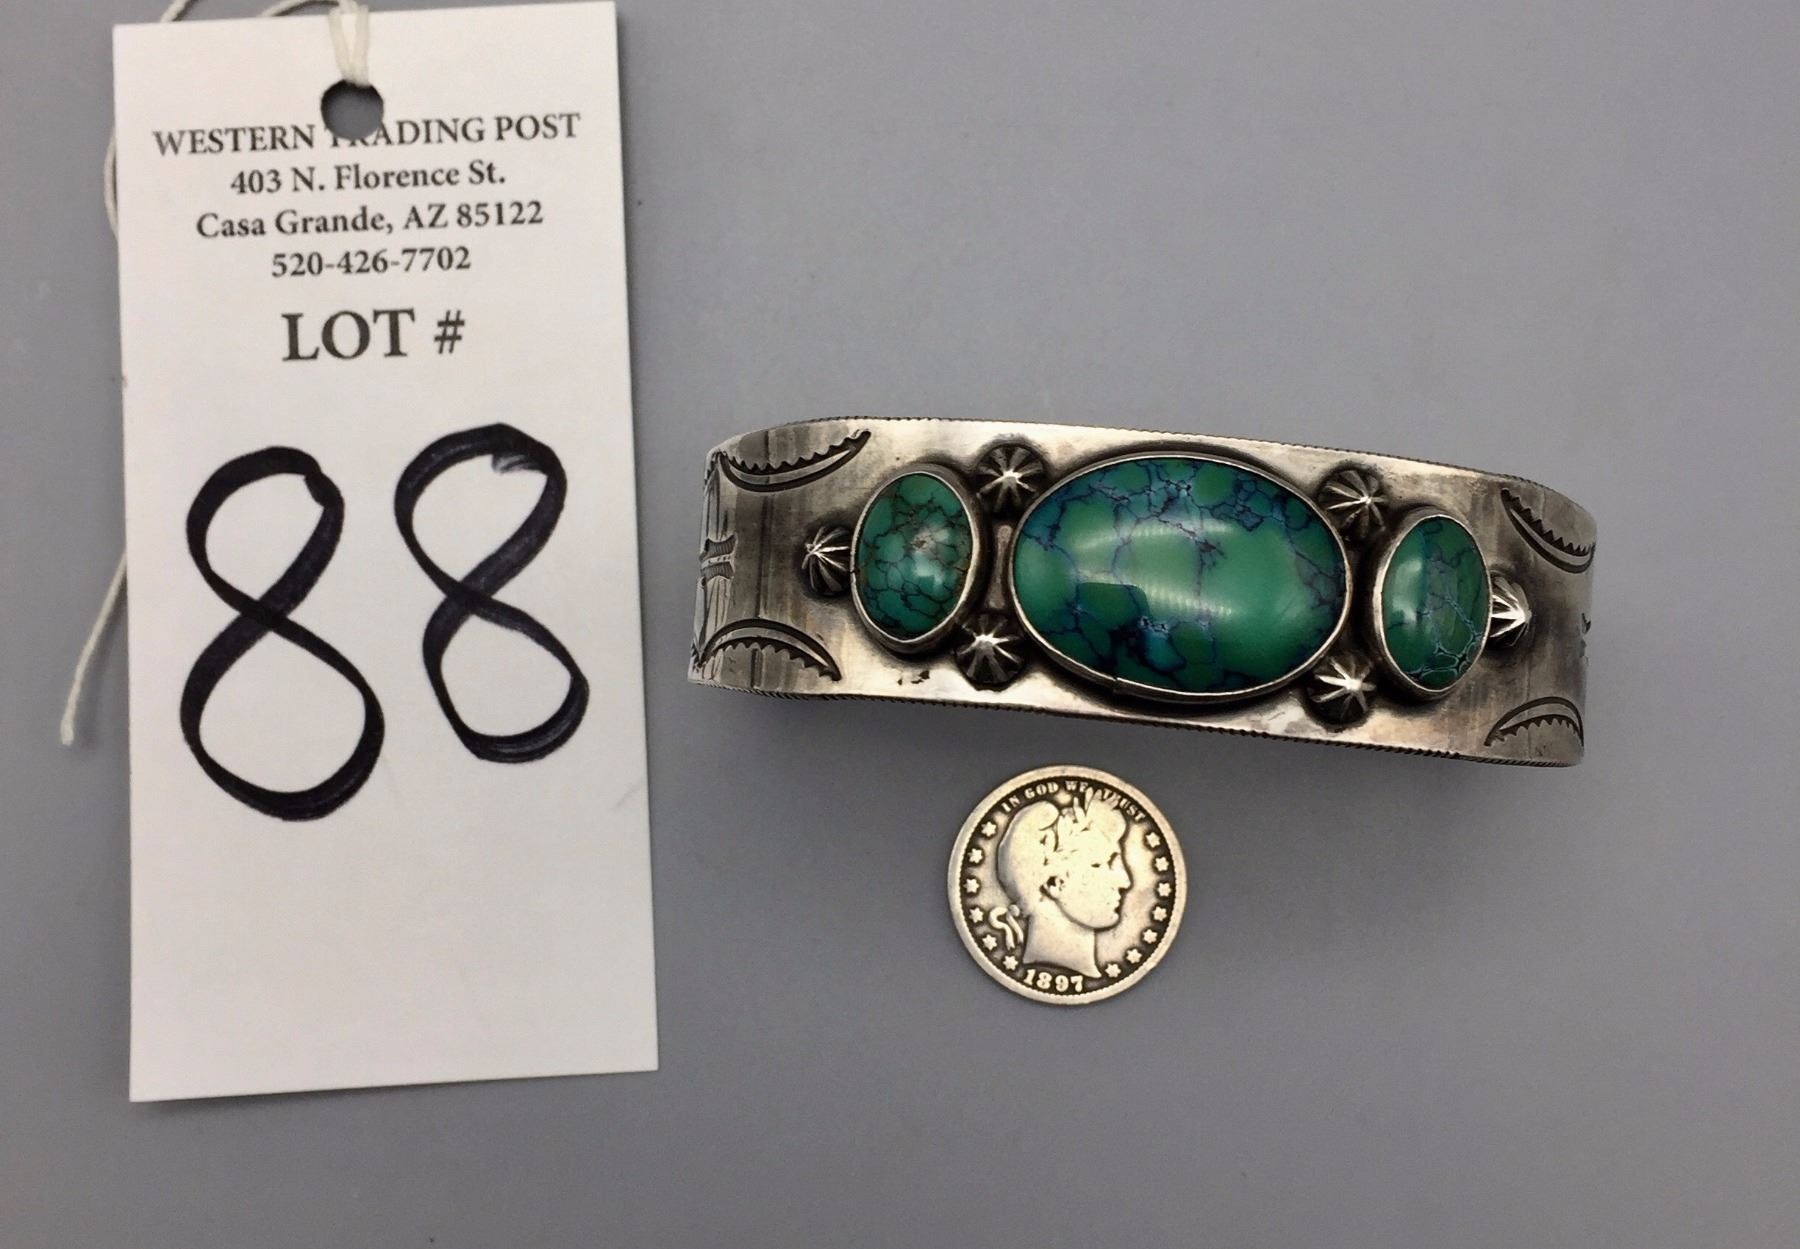 WESTERN TRADING POST
403 N. Florence St.
Casa Grande, AZ 85122
520-426-7702
LOT #
88
IN GOD WE TRUST
1897